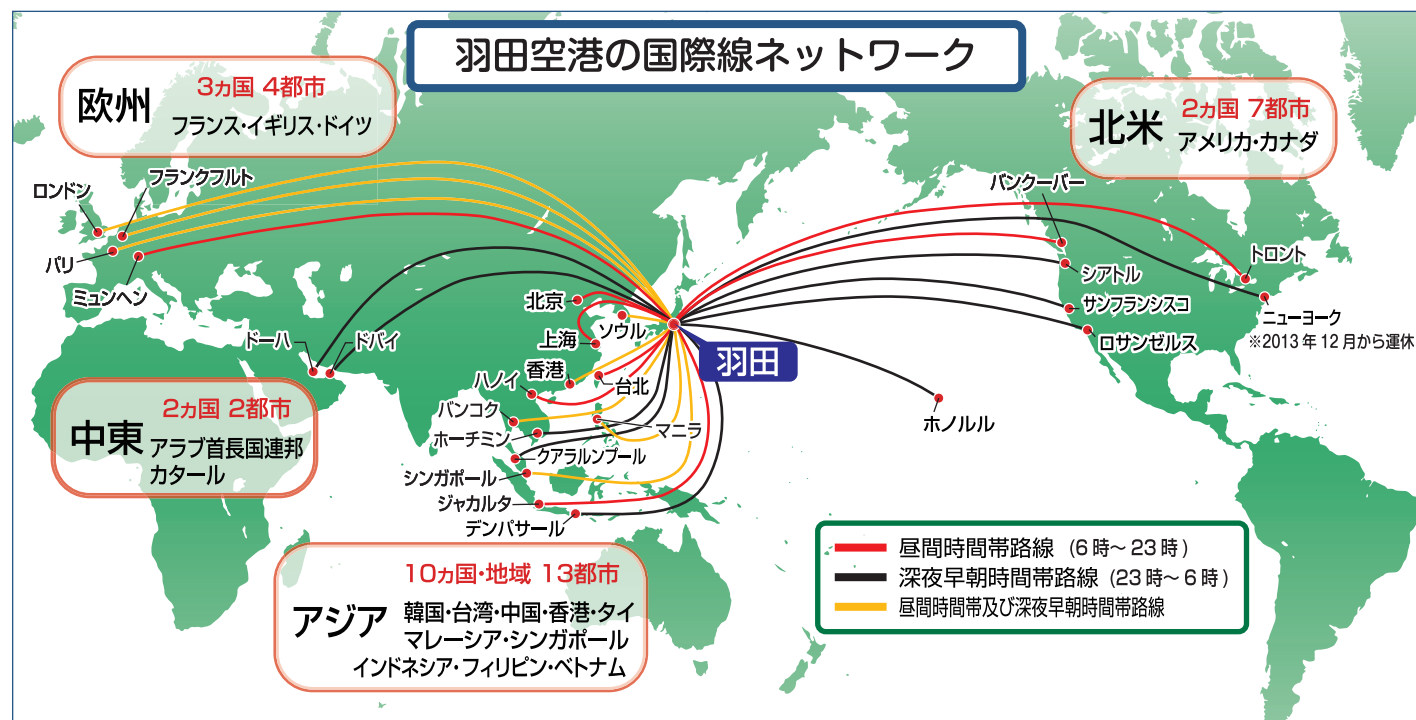 羽田空港の国際線ネットワーク
欧州
3ヵ国 4都市
フランス・イギリス・ドイツ
北米
2ヵ国 7都市
アメリカ・カナダ
ロンドン
フランクフルト
パリ
ミュンヘン
バンクーバー
トロント
シアトル
サンフランシスコ
ニューヨーク
※2013年12月から運休
ロサンゼルス
ホノルル
北京
ソウル
上海
羽田
香港
台北
ドーハ
ドバイ
ハノイ
バンコク
ホーチミン
マニラ
クアラルンプール
シンガポール
ジャカルタ
デンパサール
中東
2ヵ国 2都市
アラブ首長国連邦
カタール
アジア
10ヵ国・地域 13都市
韓国・台湾・中国・香港・タイ
マレーシア・シンガポール
インドネシア・フィリピン・ベトナム
昼間時間帯路線 (6時〜23時)
深夜早朝時間帯路線 (23時〜6時)
昼間時間帯及び深夜早朝時間帯路線